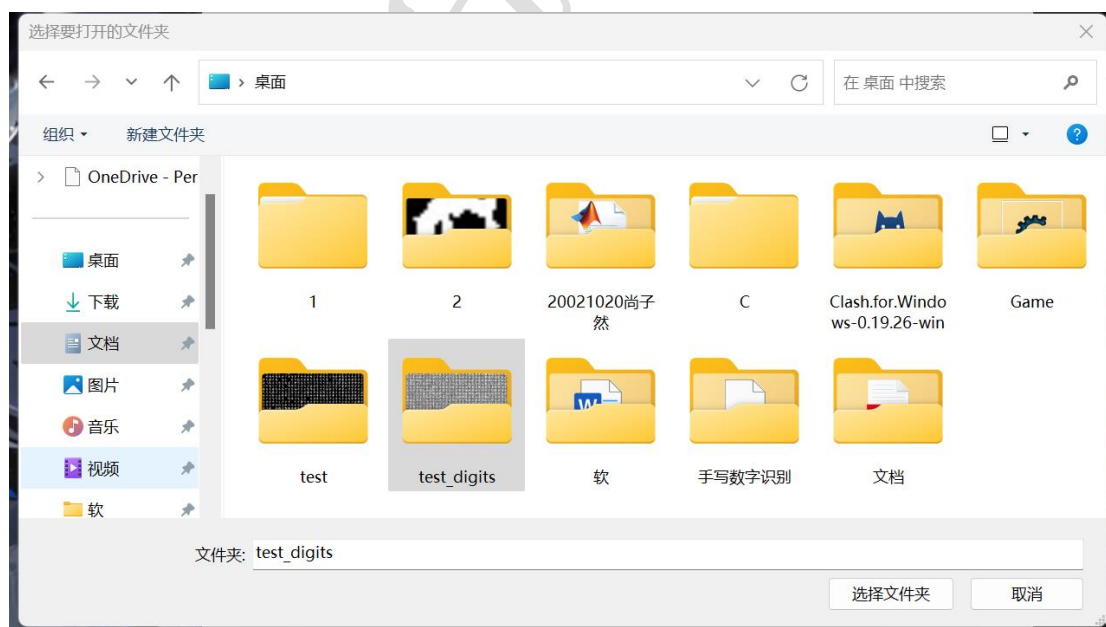 选择要打开的文件夹
桌面
在 桌面 中搜索
组织
新建文件夹
OneDrive - Per
桌面
下载
文档
图片
音乐
视频
软
1
2
20021020尚子
然
C
Clash.for.Windo
ws-0.19.26-win
Game
test
test_digits
软
手写数字识别
文档
文件夹: test_digits
选择文件夹
取消